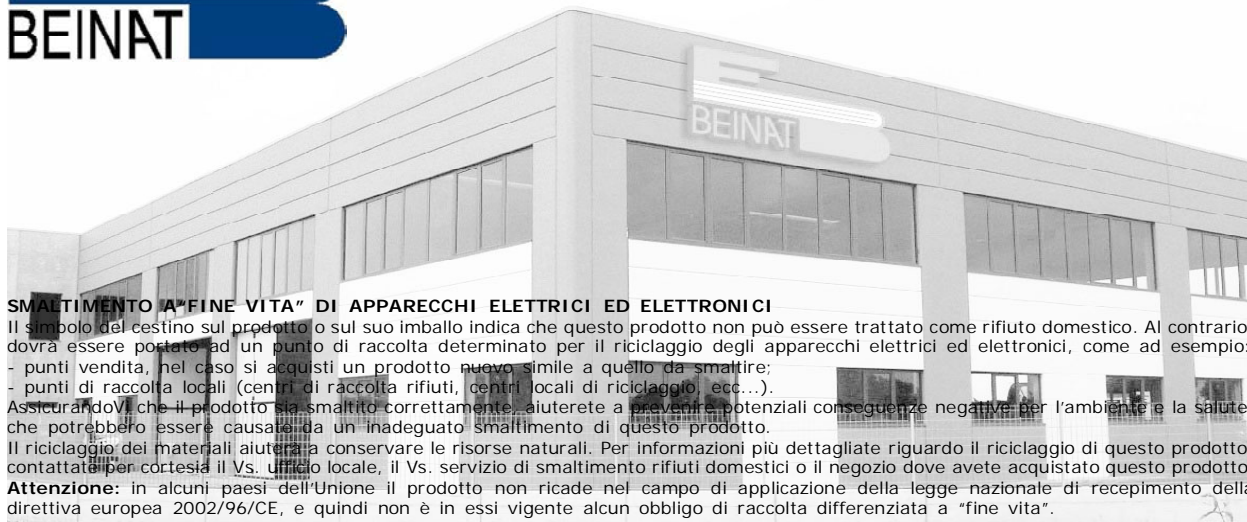 BEINAT
BEINAT
SMALTIMENTO A“FINE VITA” DI APPARECCHI ELETTRICI ED ELETTRONICI
Il simbolo del cestino sul prodotto o sul suo imballo indica che questo prodotto non può essere trattato come rifiuto domestico. Al contrario
dovrà essere portato ad un punto di raccolta determinato per il riciclaggio degli apparecchi elettrici ed elettronici, come ad esempio:
- punti vendita, nel caso si acquisti un prodotto nuovo simile a quello da smaltire;
- punti di raccolta locali (centri di raccolta rifiuti, centri locali di riciclaggio, ecc...).
AssicurandoVi che il prodotto sia smaltito correttamente, aiuterete a prevenire potenziali conseguenze negative per l’ambiente e la salute
che potrebbero essere causate da un inadeguato smaltimento di questo prodotto.
Il riciclaggio dei materiali aiuterà a conservare le risorse naturali. Per informazioni più dettagliate riguardo il riciclaggio di questo prodotto
contattate per cortesia il Vs. ufficio locale, il Vs. servizio di smaltimento rifiuti domestici o il negozio dove avete acquistato questo prodotto
Attenzione: in alcuni paesi dell’Unione il prodotto non ricade nel campo di applicazione della legge nazionale di recepimento della
direttiva europea 2002/96/CE, e quindi non è in essi vigente alcun obbligo di raccolta differenziata a “fine vita”.